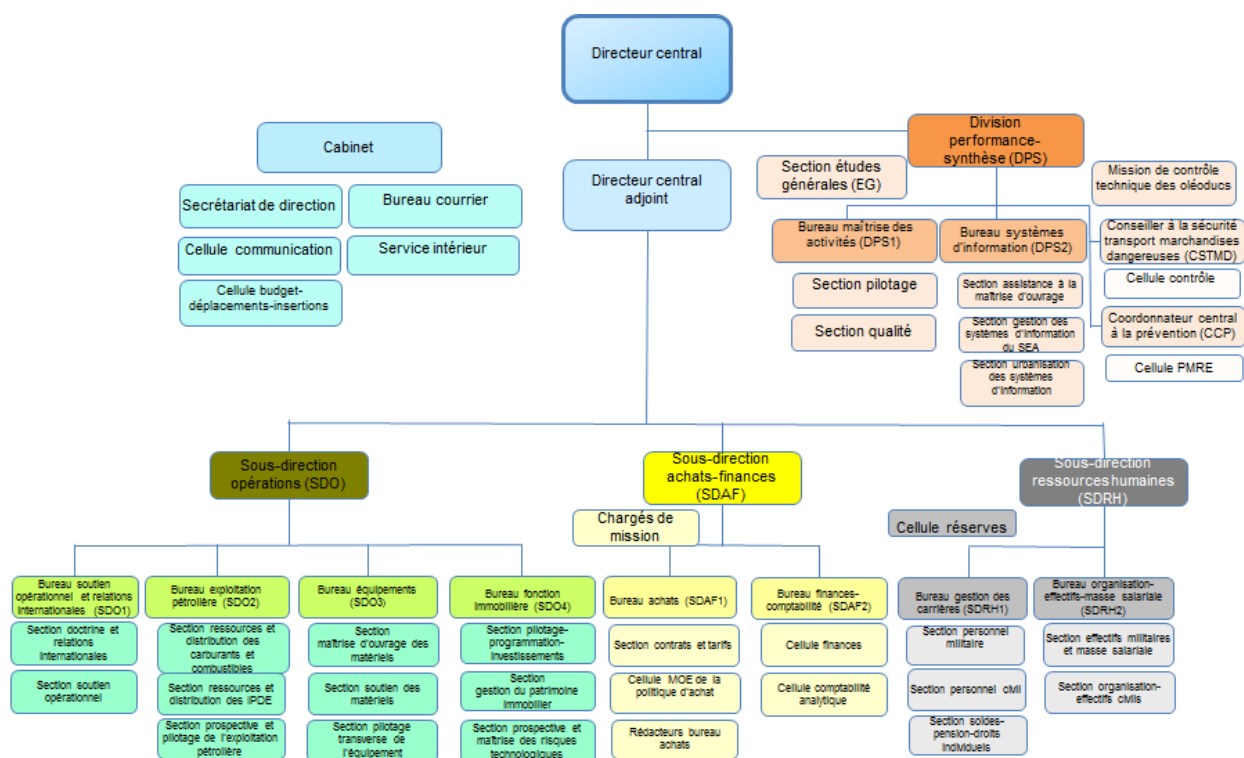 Directeur central
Cabinet
Secrétariat de direction
Bureau courrier
Cellule communication
Service intérieur
Cellule budget-
déplacements-insertions
Directeur central
adjoint
Division
performance-
synthèse (DPS)
Section études
générales (EG)
Mission de contrôle
technique des oléoducs
Bureau maîtrise des
activités (DPS1)
Bureau systèmes
d'information (DPS2)
Conseiller à la sécurité
transport marchandises
dangereuses (CSTMD)
Section pilotage
Section assistance à la
maîtrise d'ouvrage
Cellule contrôle
Section qualité
Section gestion des
systèmes d'information
du SEA
Coordonnateur central
à la prévention (CCP)
Section urbanisation
des systèmes
d'information
Cellule PMRE
Sous-direction
opérations (SDO)
Sous-direction
achats-finances
(SDAF)
Sous-direction
ressources humaines
(SDRH)
Chargés de
mission
Cellule réserves
Bureau soutien
opérationnel et relations
internationales (SDO1)
Section doctrine et
relations
internationales
Section soutien
opérationnel
Bureau exploitation
pétrolière (SDO2)
Section ressources et
distribution des
carburants et
combustibles
Section ressources et
distribution des IPDE
Section prospective et
pilotage de l'exploitation
pétrolière
Bureau équipements
(SDO3)
Section
maîtrise d'ouvrage des
matériels
Section soutien des
matériels
Section pilotage
transverse de
l'équipement
Bureau fonction
immobilière (SDO4)
Section pilotage-
programmation-
investissements
Section
gestion du patrimoine
immobilier
Section prospective et
maîtrise des risques
technologiques
Bureau achats (SDAF1)
Section contrats et tarifs
Cellule MOE de la
politique d'achat
Rédacteurs bureau
achats
Bureau finances-
comptabilité (SDAF2)
Cellule finances
Cellule comptabilité
analytique
Bureau gestion des
carrières (SDRH1)
Section personnel
militaire
Section personnel civil
Section soldes-
pension-droits
individuels
Bureau organisation-
effectifs-masse salariale
(SDRH2)
Section effectifs militaires
et masse salariale
Section organisation-
effectifs civils